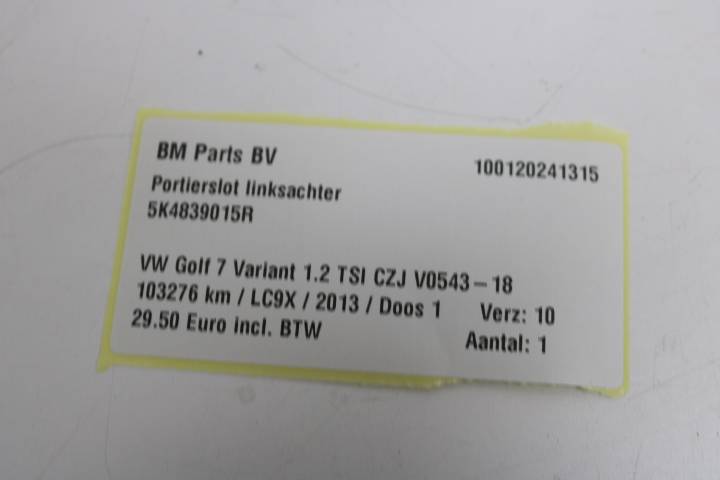 BM Parts BV 100120241315
Portierslot linksachter
5K4839015R
VW Golf 7 Variant 1.2 TSI CZJ V0543-18
103276 km / LC9X / 2013 / Doos 1 Verz: 10
29.50 Euro incl. BTW Aantal: 1